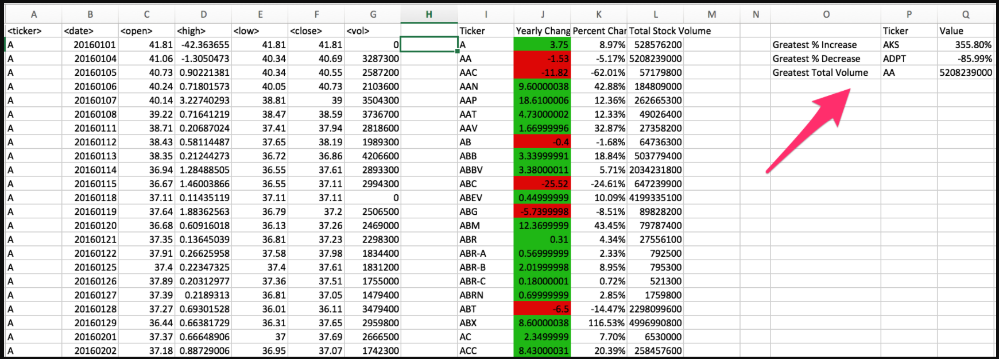 A B C D E F G H I J K L M N O P Q
<ticker> <date> <open> <high> <low> <close> <vol> Ticker Yearly Chang Percent Char Total Stock Volume Ticker Value
A 20160101 41.81 -42.363655 41.81 41.81 0 A 3.75 8.97% 528576200 Greatest % Increase AKS 355.80%
A 20160104 41.06 -1.3050473 40.34 40.69 3287300 AA -1.53 -5.17% 5208239000 Greatest % Decrease ADPT -85.99%
A 20160105 40.73 0.90221381 40.34 40.55 2587200 AAC -11.82 -62.01% 57179800 Greatest Total Volume AA 5208239000
A 20160106 40.24 0.71801573 40.05 40.73 2103600 AAN 9.60000038 42.88% 184809000
A 20160107 40.14 3.22740293 38.81 39 3504300 AAP 18.6100006 12.36% 262665300
A 20160108 39.22 0.71641219 38.47 38.59 3736700 AAT 4.73000002 12.33% 49026400
A 20160111 38.71 0.20687024 37.41 37.94 2818600 AAV 1.66999996 32.87% 27358200
A 20160112 38.43 0.58114487 37.65 38.19 1989300 AB -0.4 -1.68% 64736300
A 20160113 38.35 0.21244273 36.72 36.86 4206600 ABB 3.33999991 18.84% 503779400
A 20160114 36.94 1.28488505 36.55 37.61 2893300 ABBV 3.38000011 5.71% 2034231800
A 20160115 36.67 1.46003866 36.55 37.11 2994300 ABC -25.52 -24.61% 647239900
A 20160118 37.11 0.11435119 37.11 37.11 0 ABEV 0.44999999 10.09% 4199335100
A 20160119 37.64 1.88362563 36.79 37.2 2506500 ABG -5.7399998 -8.51% 89828200
A 20160120 36.68 0.60916018 36.13 37.26 2469000 ABM 12.3699999 43.45% 79787400
A 20160121 37.35 0.13645039 36.81 37.23 2298300 ABR 0.31 4.34% 27556100
A 20160122 37.91 0.26625958 37.58 37.98 1834400 ABR-A 0.56999999 2.33% 792500
A 20160125 37.4 0.22347325 37.4 37.61 1831200 ABR-B 2.01999998 8.95% 795300
A 20160126 37.89 0.20312977 37.36 37.51 1755000 ABR-C 0.18000001 0.72% 521300
A 20160127 37.39 0.2189313 36.81 37.05 1479400 ABRN 0.69999999 2.85% 1759800
A 20160128 37.27 0.69301528 36.01 36.11 3479400 ABT -6.5 -14.47% 2298099600
A 20160129 36.44 0.66381729 36.31 37.65 2959800 ABX 8.60000038 116.53% 4996990800
A 20160201 37.37 0.66648906 37 37.69 2666500 AC 2.3499999 7.70% 6530000
A 20160202 37.18 0.88729006 36.95 37.07 1742300 ACC 8.43000031 20.39% 258457600